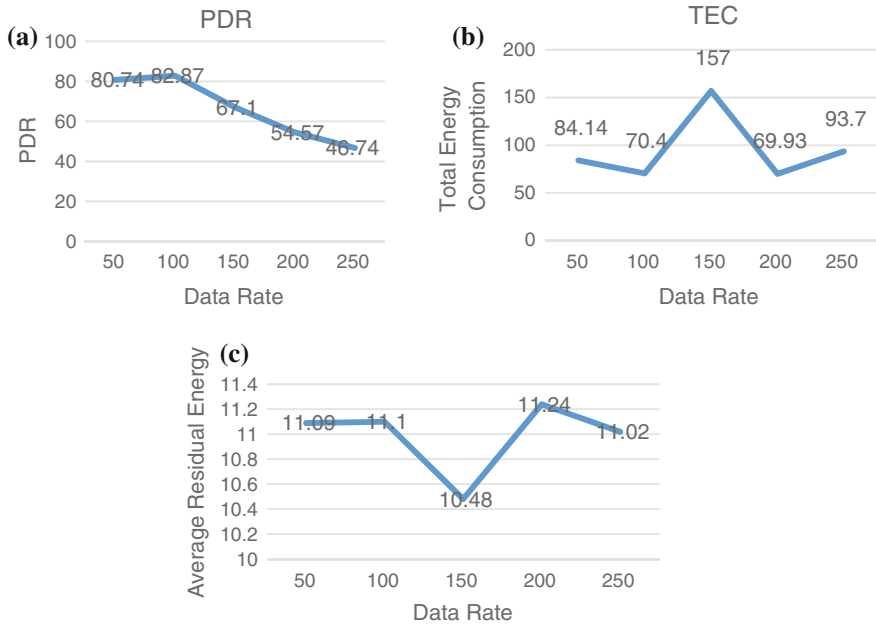 (a)
PDR
100
80
60
40
20
0
PDR
80.74
82.87
67.1
54.57
46.74
50 100 150 200 250
Data Rate
(b)
TEC
200
150
100
50
0
Total Energy
Consumption
84.14
70.4
157
69.93
93.7
50 100 150 200 250
Data Rate
(c)
11.4
11.2
11
10.8
10.6
10.4
10.2
10
Average Residual Energy
11.09
11.1
10.48
11.24
11.02
50 100 150 200 250
Data Rate